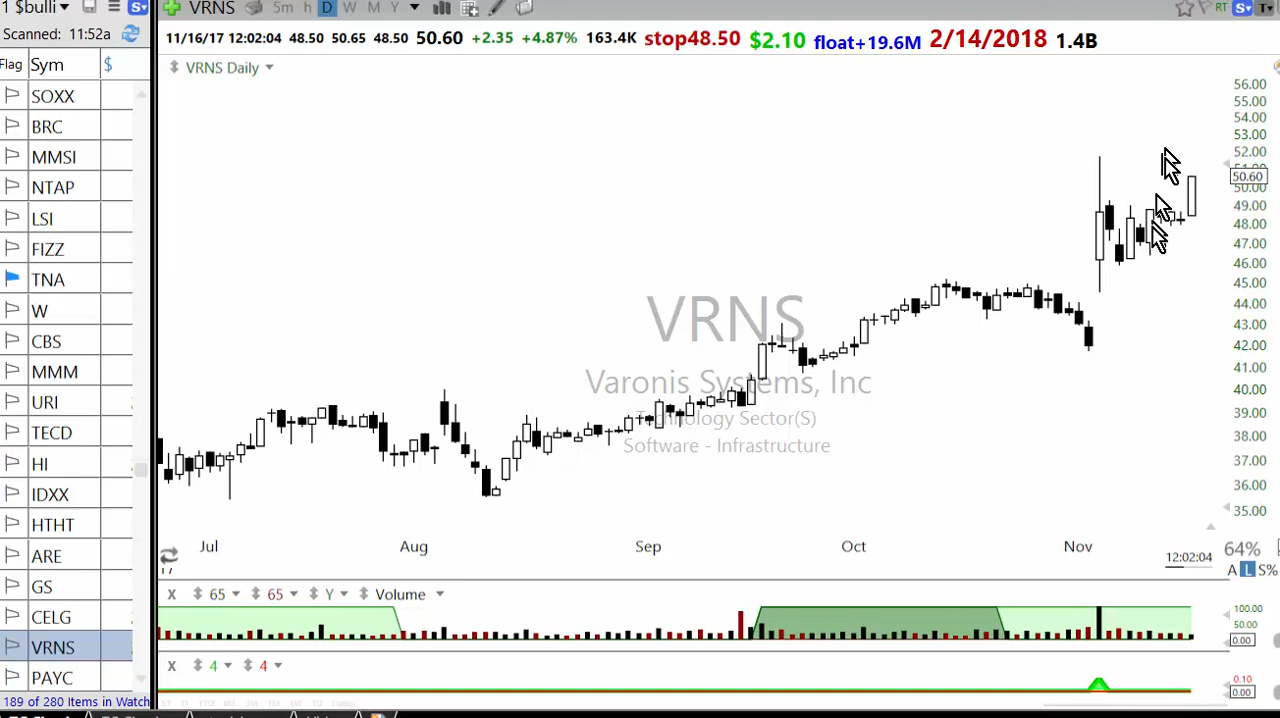 1 $bulli
VRNS 5m h D W M Y RT
Scanned: 11:52a
11/16/17 12:02:04 48.50 50.65 48.50 50.60 +2.35 +4.87% 163.4K stop48.50 $2.10 float+19.6M 2/14/2018 1.4B
Flag Sym $
VRNS Daily
SOXX
BRC
MMSI
NTAP
LSI
FIZZ
TNA
W
CBS
MMM
URI
TECD
HI
IDXX
HTHT
ARE
GS
CELG
VRNS
PAYC
189 of 280 Items in Watch
56.00
55.00
54.00
53.00
52.00
50.60
50.00
49.00
48.00
47.00
46.00
45.00
44.00
43.00
42.00
41.00
40.00
39.00
38.00
37.00
36.00
35.00
VRNS
Varonis Systems, Inc
Technology Sector(S)
Software - Infrastructure
Jul Aug Sep Oct Nov
12:02:04
64%
A L S%
X 65 65 Y Volume
100.00
50.00
0.00
X 4 4
0.10
0.00